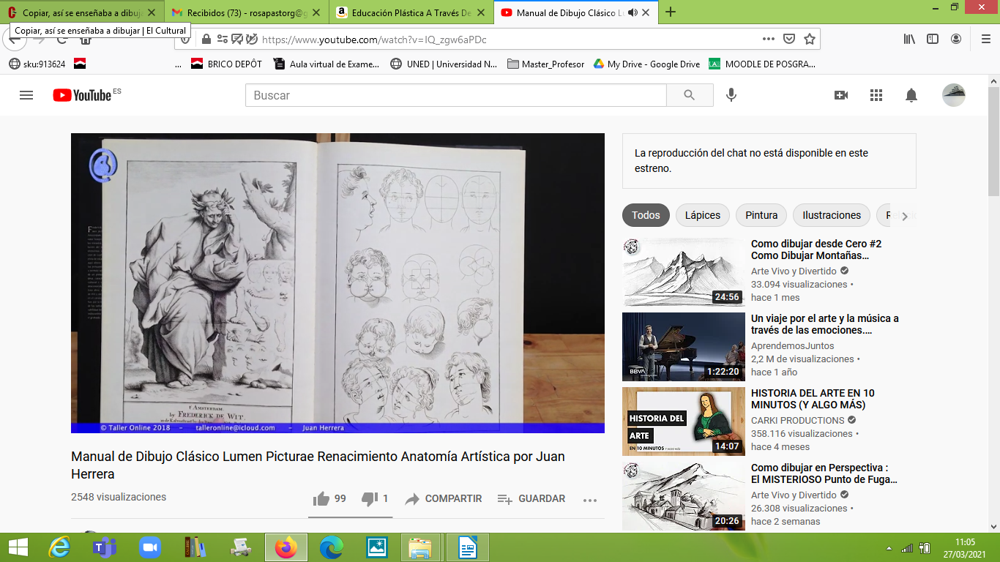 Copiar, así se enseñaba a dibuj
Recibidos (73) - rosapastorg@g
Educación Plástica A Través De
Manual de Dibujo Clásico Lu
Copiar, así se enseñaba a dibujar | El Cultural
https://www.youtube.com/watch?v=IQ_zgw6aPDc
sku:913624
...
BRICO DEPÔT
Aula virtual de Exame...
UNED | Universidad N...
Master_Profesor
My Drive - Google Drive
MOODLE DE POSGRA...
YouTube ES
Buscar
F AMSTERDAM
by FREDERICK DE WIT.
© Taller Online 2018 - talleronline@icloud.com - Juan Herrera
Manual de Dibujo Clásico Lumen Picturae Renacimiento Anatomía Artística por Juan
Herrera
2548 visualizaciones
99
1
COMPARTIR
GUARDAR
La reproducción del chat no está disponible en este
estreno.
Todos
Lápices
Pintura
Ilustraciones
Como dibujar desde Cero #2
Como Dibujar Montañas...
Arte Vivo y Divertido
33.094 visualizaciones •
hace 1 mes
24:56
Un viaje por el arte y la música a
través de las emociones....
AprendemosJuntos
2,2 M de visualizaciones •
hace 1 año
BBVA
1:22:20
HISTORIA DEL ARTE EN 10
MINUTOS (Y ALGO MÁS)
CARKI PRODUCTIONS
358.116 visualizaciones •
hace 4 meses
HISTORIA DEL
ARTE
EN 10 MINUTOS Y ALGO MÁS
14:07
Como dibujar en Perspectiva :
El MISTERIOSO Punto de Fuga...
Arte Vivo y Divertido
26.308 visualizaciones •
hace 2 semanas
20:26
11:05
27/03/2021